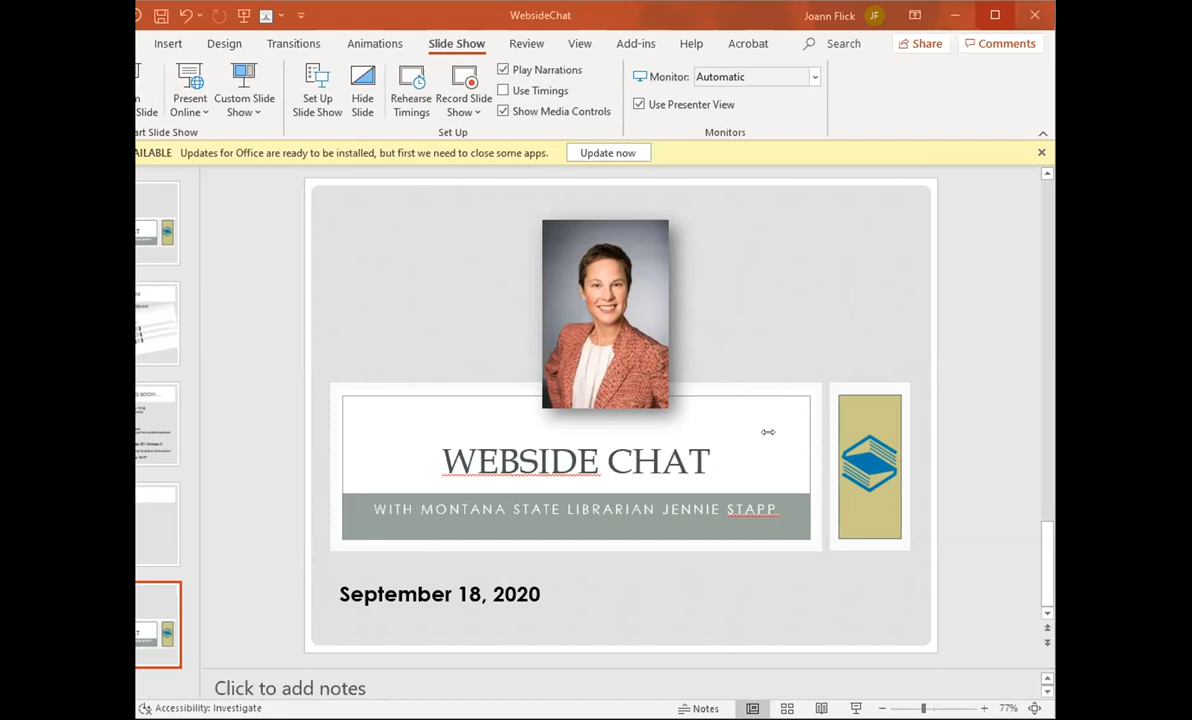 WebsideChat
Joann Flick
JF
Insert Design Transitions Animations Slide Show Review View Add-ins Help Acrobat Search Share Comments
Slide
Present Online
Custom Slide Show
Set Up Slide Show
Hide Slide
Rehearse Timings
Record Slide Show
Play Narrations
Use Timings
Show Media Controls
Monitor: Automatic
Use Presenter View
art Slide Show
Set Up
Monitors
AILABLE Updates for Office are ready to be installed, but first we need to close some apps. Update now
WEBSIDE CHAT
WITH MONTANA STATE LIBRARIAN JENNIE STAPP
September 18, 2020
Click to add notes
Accessibility: Investigate
Notes
77%